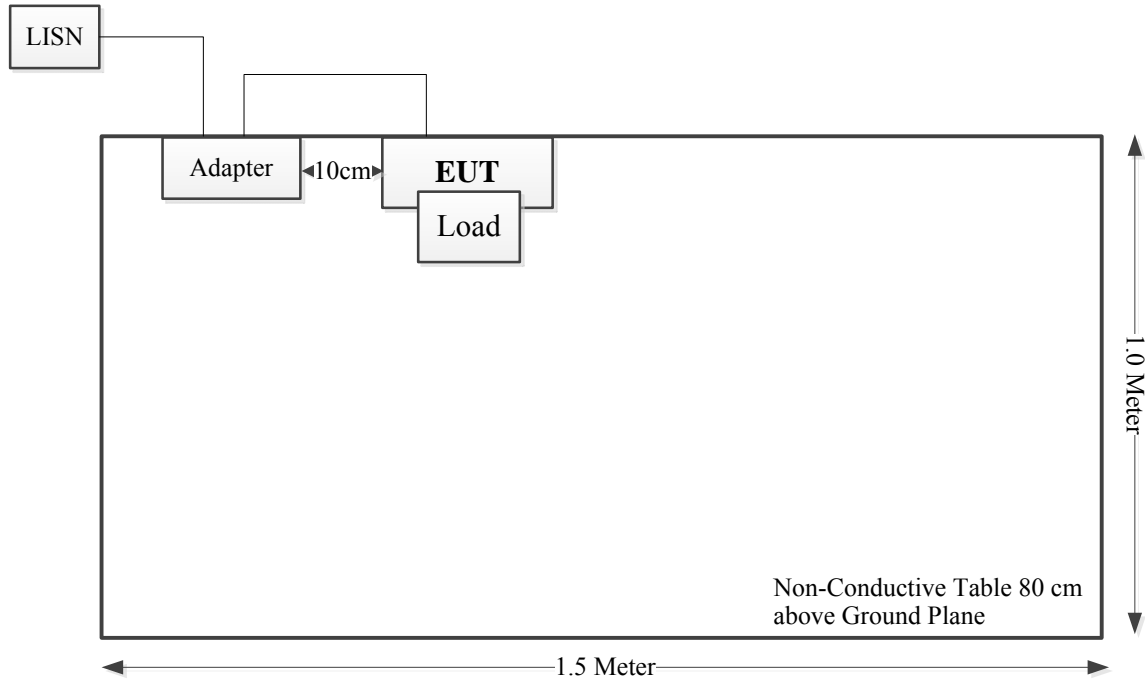 LISN
Adapter
10cm
EUT
Load
1.0 Meter
Non-Conductive Table 80 cm
above Ground Plane
1.5 Meter